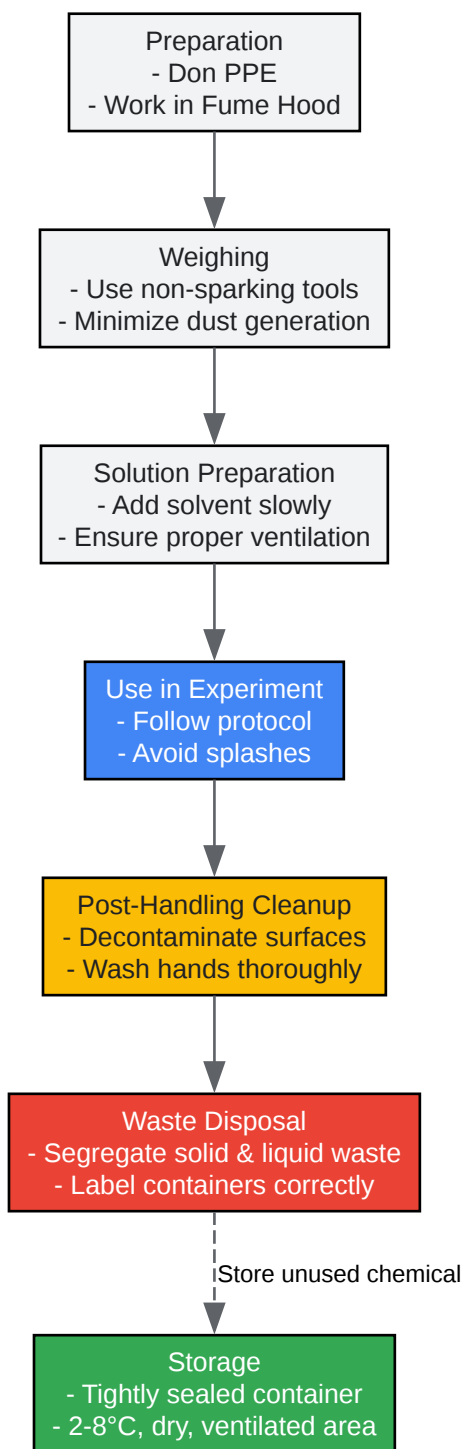 Preparation
- Don PPE
- Work in Fume Hood
Weighing
- Use non-sparking tools
- Minimize dust generation
Solution Preparation
- Add solvent slowly
- Ensure proper ventilation
Use in Experiment
- Follow protocol
- Avoid splashes
Post-Handling Cleanup
- Decontaminate surfaces
- Wash hands thoroughly
Waste Disposal
- Segregate solid & liquid waste
- Label containers correctly
Store unused chemical
Storage
- Tightly sealed container
- 2-8°C, dry, ventilated area